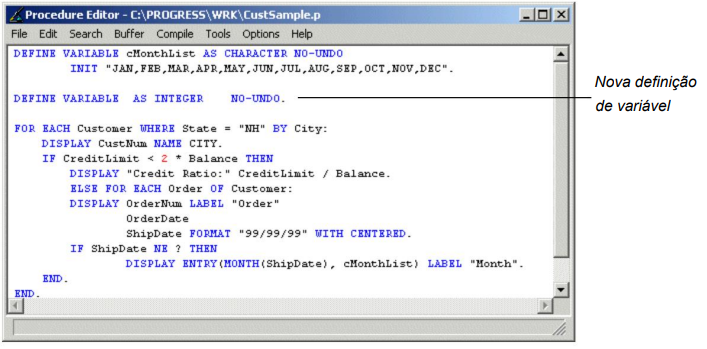 Procedure Editor - C:\PROGRESS\WRK\CustSample.p
File Edit Search Buffer Compile Tools Options Help
DEFINE VARIABLE cMonthList AS CHARACTER NO-UNDO
INIT "JAN,FEB,MAR,APR,MAY,JUN,JUL,AUG,SEP,OCT,NOV,DEC".
DEFINE VARIABLE AS INTEGER NO-UNDO.
FOR EACH Customer WHERE State = "NH" BY City:
DISPLAY CustNum NAME CITY.
IF CreditLimit < 2 * Balance THEN
DISPLAY "Credit Ratio:" CreditLimit / Balance.
ELSE FOR EACH Order OF Customer:
DISPLAY OrderNum LABEL "Order"
OrderDate
ShipDate FORMAT "99/99/99" WITH CENTERED.
IF ShipDate NE ? THEN
DISPLAY ENTRY(MONTH(ShipDate), cMonthList) LABEL "Month".
END.
END.
Nova definição
de variável